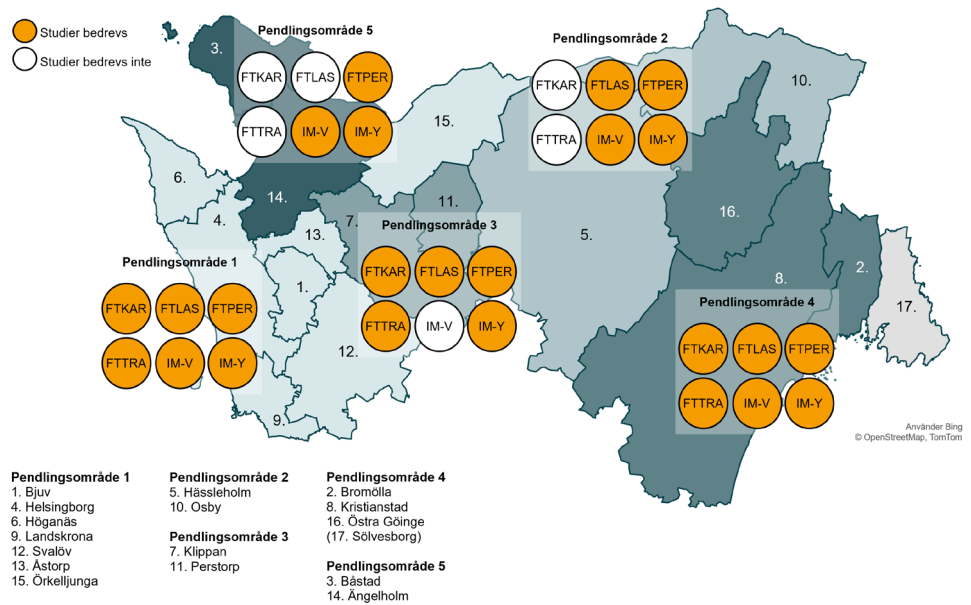 Studier bedrevs
Studier bedrevs inte
Pendlingsområde 5
FTKAR FTLAS FTPER
FTTRA IM-V IM-Y
Pendlingsområde 2
FTKAR FTLAS FTPER
FTTRA IM-V IM-Y
Pendlingsområde 3
FTKAR FTLAS FTPER
FTTRA IM-V IM-Y
Pendlingsområde 1
FTKAR FTLAS FTPER
FTTRA IM-V IM-Y
Pendlingsområde 4
FTKAR FTLAS FTPER
FTTRA IM-V IM-Y
3.
10.
15.
6.
14.
4.
7.
11.
16.
13.
5.
1.
8.
2.
17.
12.
9.
Använder Bing
© OpenStreetMap, TomTom
Pendlingsområde 1
1. Bjuv
4. Helsingborg
6. Höganäs
9. Landskrona
12. Svalöv
13. Åstorp
15. Örkelljunga
Pendlingsområde 2
5. Hässleholm
10. Osby
Pendlingsområde 3
7. Klippan
11. Perstorp
Pendlingsområde 4
2. Bromölla
8. Kristianstad
16. Östra Göinge
(17. Sölvesborg)
Pendlingsområde 5
3. Båstad
14. Ängelholm